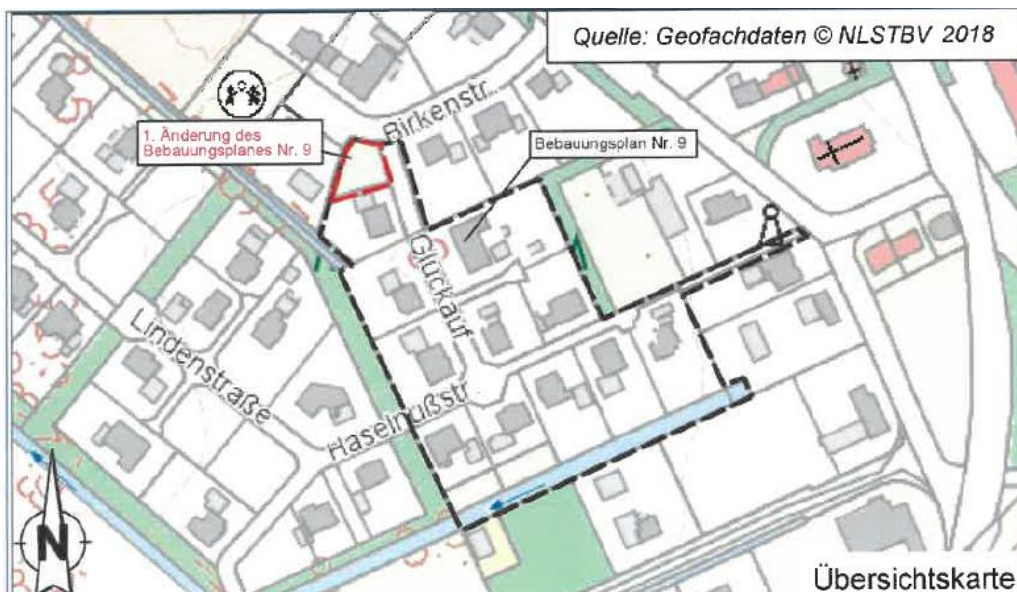 Quelle: Geofachdaten © NLSTBV 2018
1. Änderung des
Bebauungsplanes Nr. 9
Birkenstr.
Bebauungsplan Nr. 9
Glückauf
Lindenstraße
Haselnußstr
N
Übersichtskarte